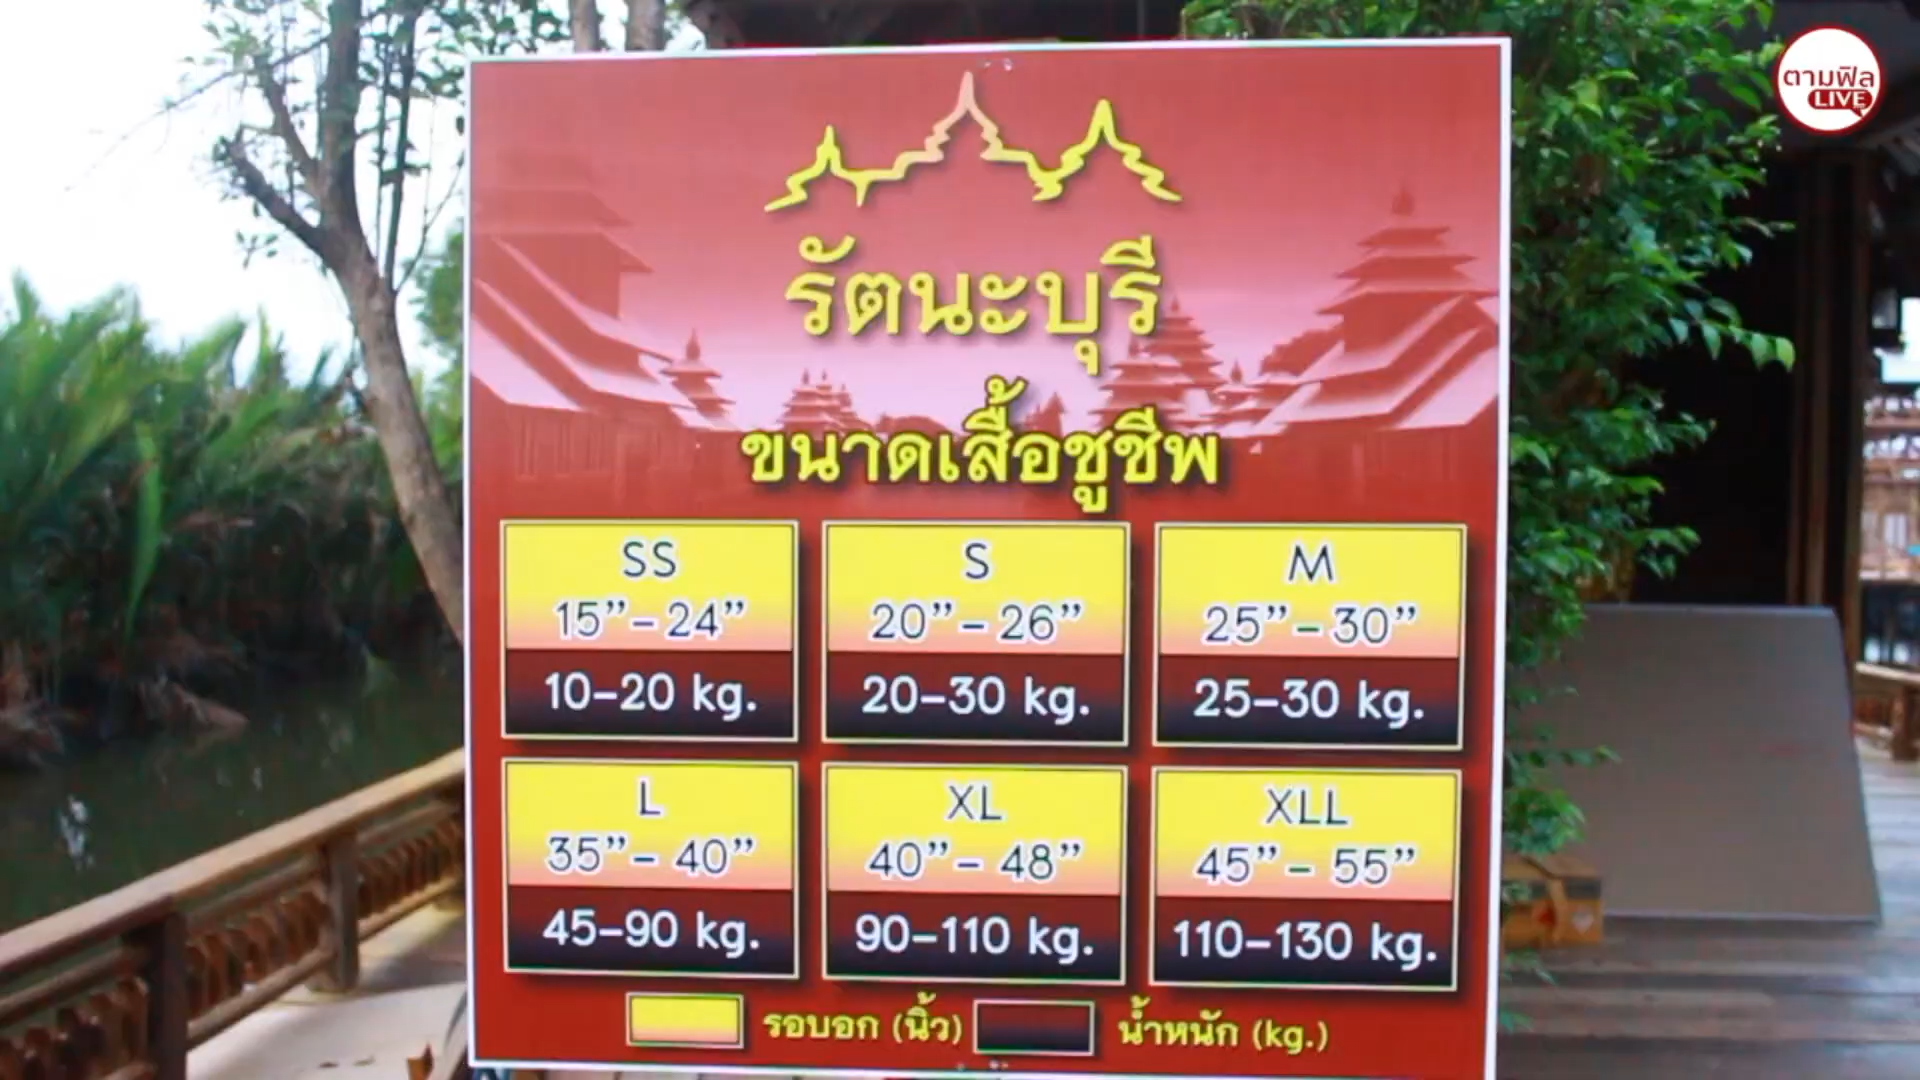 ตามฟิล
LIVE
รัตนะบุรี
ขนาดเสื้อชูชีพ
SS
15”-24”
10-20 kg.
S
20”-26”
20-30 kg.
M
25”-30”
25-30 kg.
L
35”-40”
45-90 kg.
XL
40”-48”
90-110 kg.
XLL
45”-55”
110-130 kg.
รอบอก (นิ้ว)
น้ำหนัก (kg.)